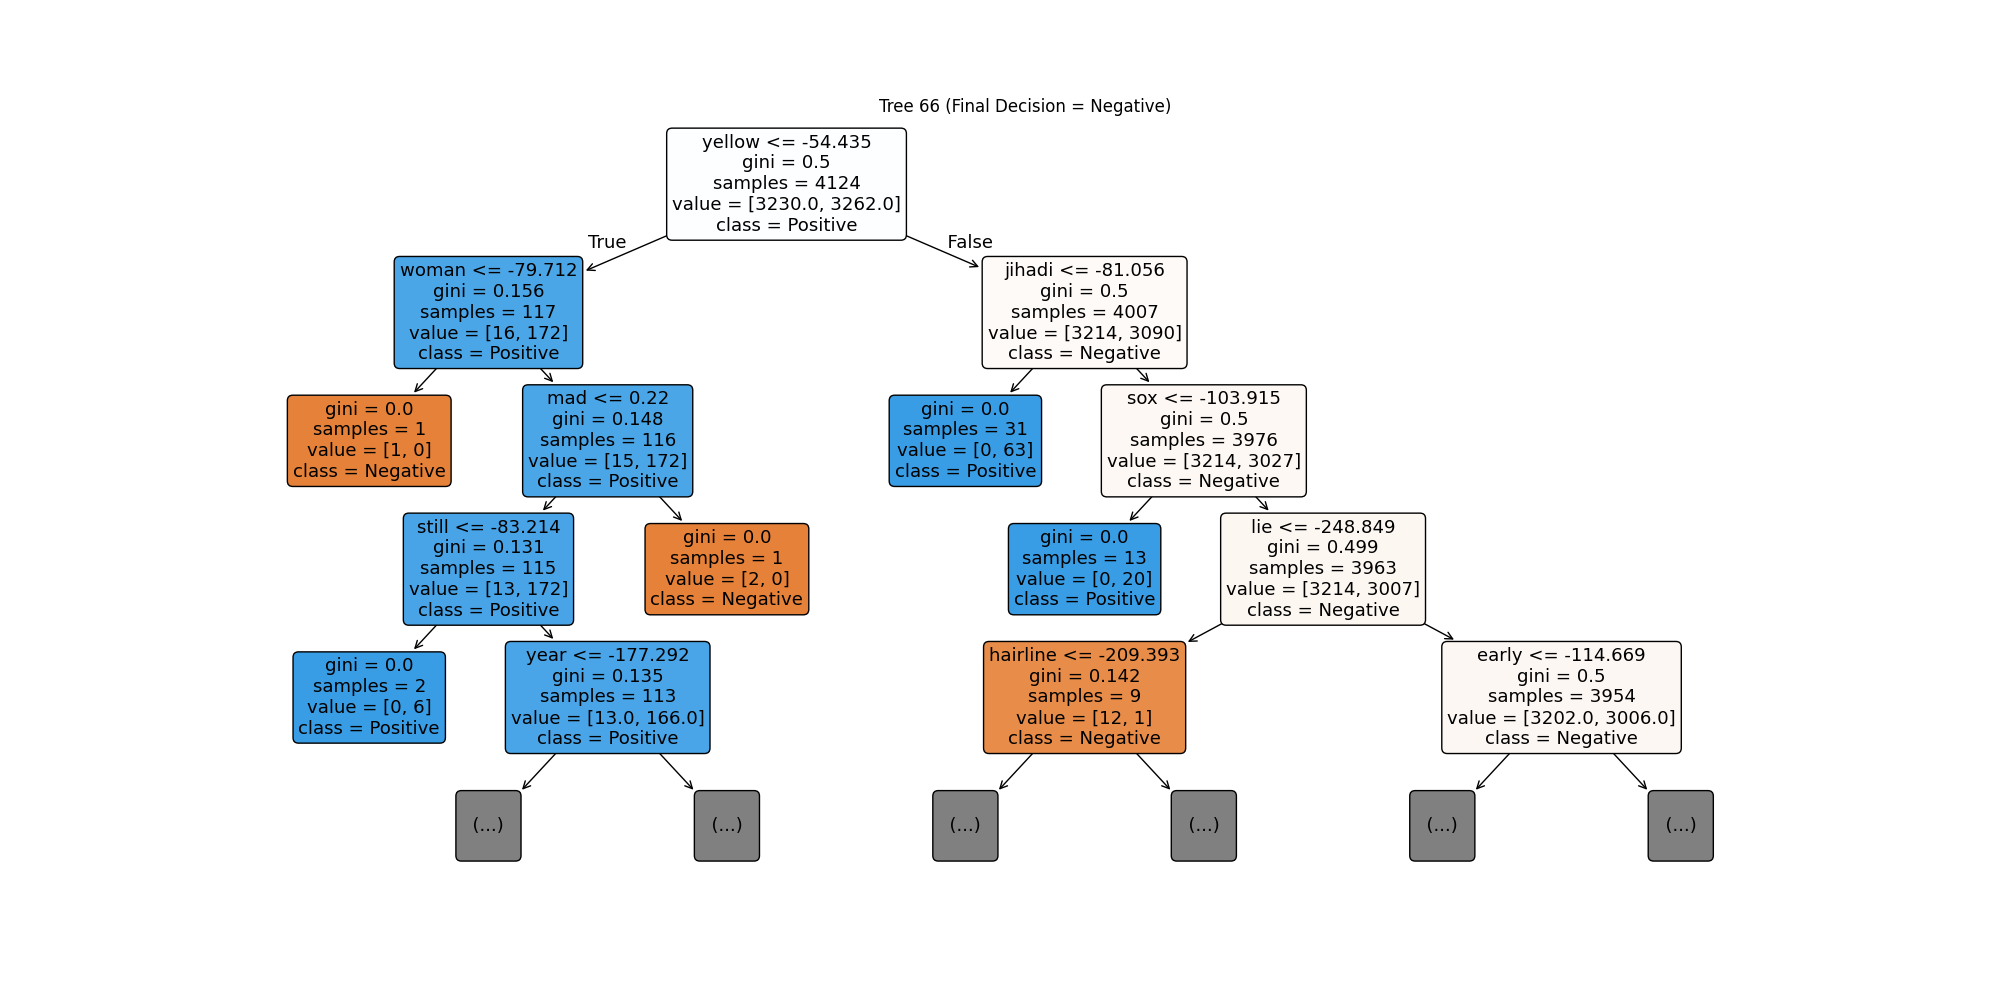 Tree 66 (Final Decision = Negative)
yellow <= -54.435
gini = 0.5
samples = 4124
value = [3230.0, 3262.0]
class = Positive
True
False
woman <= -79.712
gini = 0.156
samples = 117
value = [16, 172]
class = Positive
jihadi <= -81.056
gini = 0.5
samples = 4007
value = [3214, 3090]
class = Negative
gini = 0.0
samples = 1
value = [1, 0]
class = Negative
mad <= 0.22
gini = 0.148
samples = 116
value = [15, 172]
class = Positive
gini = 0.0
samples = 31
value = [0, 63]
class = Positive
sox <= -103.915
gini = 0.5
samples = 3976
value = [3214, 3027]
class = Negative
still <= -83.214
gini = 0.131
samples = 115
value = [13, 172]
class = Positive
gini = 0.0
samples = 1
value = [2, 0]
class = Negative
gini = 0.0
samples = 13
value = [0, 20]
class = Positive
lie <= -248.849
gini = 0.499
samples = 3963
value = [3214, 3007]
class = Negative
gini = 0.0
samples = 2
value = [0, 6]
class = Positive
year <= -177.292
gini = 0.135
samples = 113
value = [13.0, 166.0]
class = Positive
hairline <= -209.393
gini = 0.142
samples = 9
value = [12, 1]
class = Negative
early <= -114.669
gini = 0.5
samples = 3954
value = [3202.0, 3006.0]
class = Negative
(...)
(...)
(...)
(...)
(...)
(...)